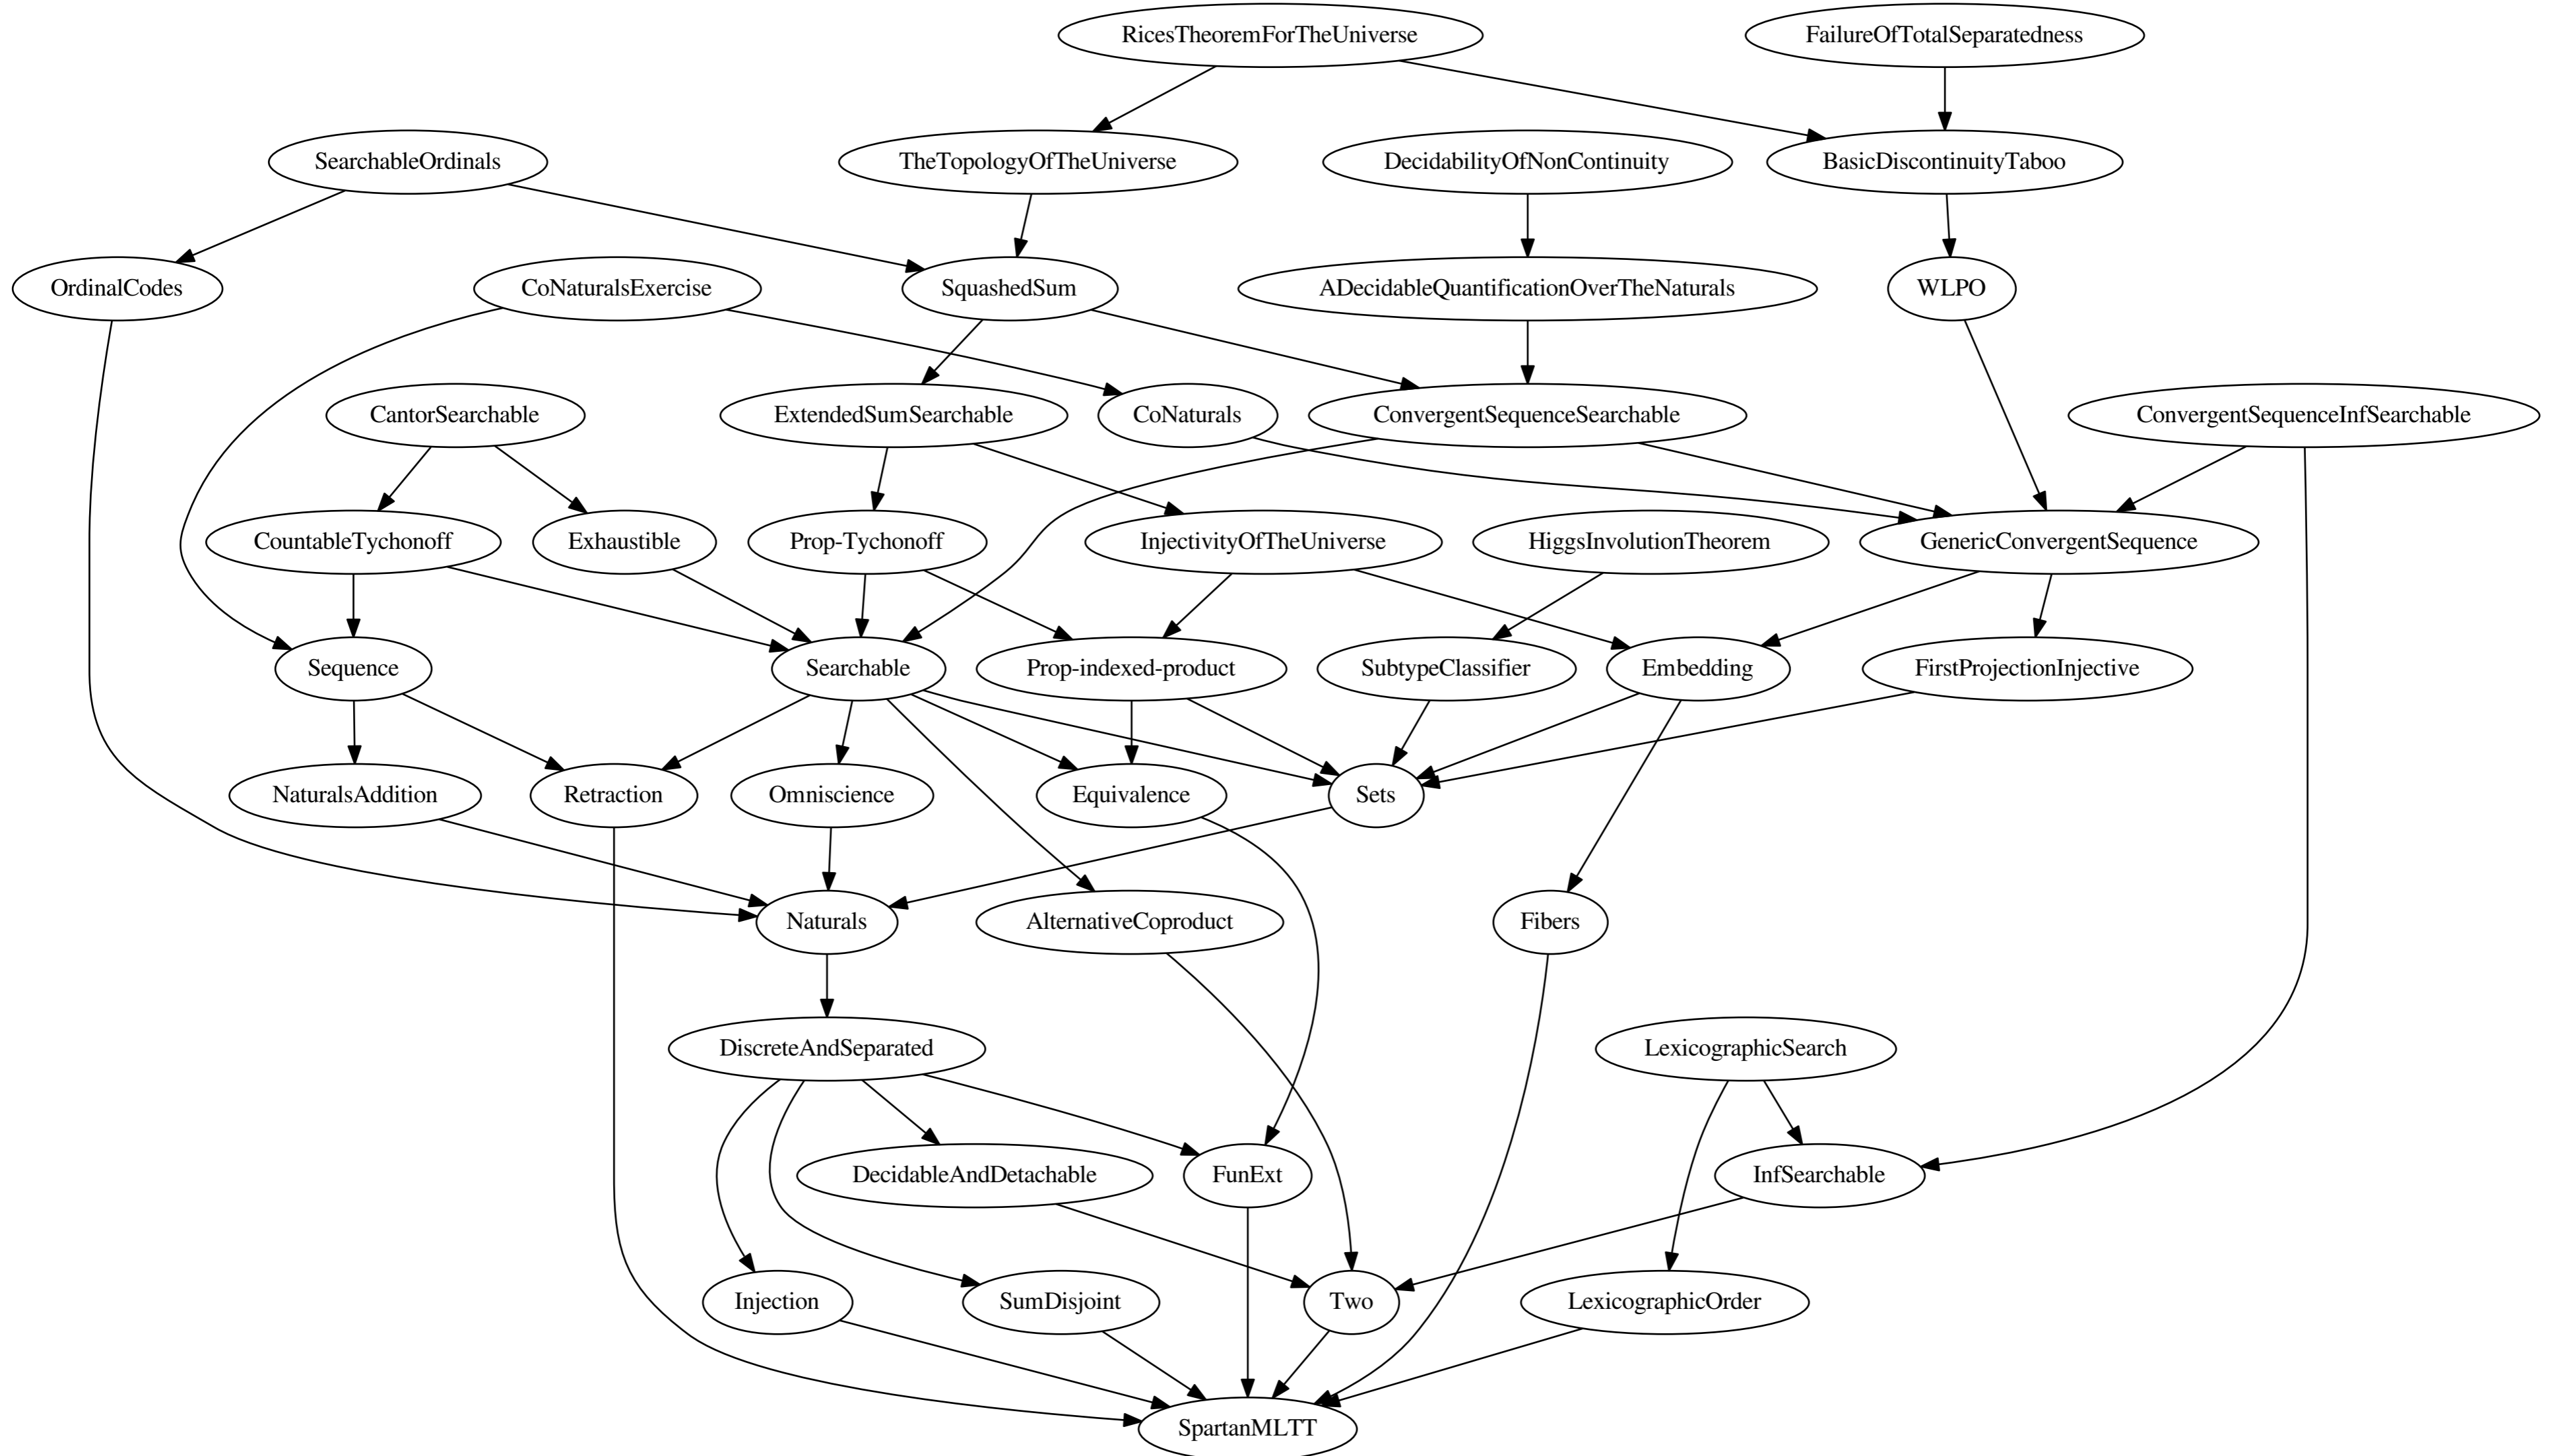 RicesTheoremForTheUniverse
FailureOfTotalSeparatedness
SearchableOrdinals
TheTopologyOfTheUniverse
DecidabilityOfNonContinuity
BasicDiscontinuityTaboo
OrdinalCodes
CoNaturalsExercise
SquashedSum
ADecidableQuantificationOverTheNaturals
WLPO
CantorSearchable
ExtendedSumSearchable
CoNaturals
ConvergentSequenceSearchable
ConvergentSequenceInfSearchable
CountableTychonoff
Exhaustible
Prop-Tychonoff
InjectivityOfTheUniverse
HiggsInvolutionTheorem
GenericConvergentSequence
Sequence
Searchable
Prop-indexed-product
SubtypeClassifier
Embedding
FirstProjectionInjective
NaturalsAddition
Retraction
Omniscience
Equivalence
Sets
Naturals
AlternativeCoproduct
Fibers
DiscreteAndSeparated
LexicographicSearch
DecidableAndDetachable
FunExt
InfSearchable
Injection
SumDisjoint
Two
LexicographicOrder
SpartanMLTT